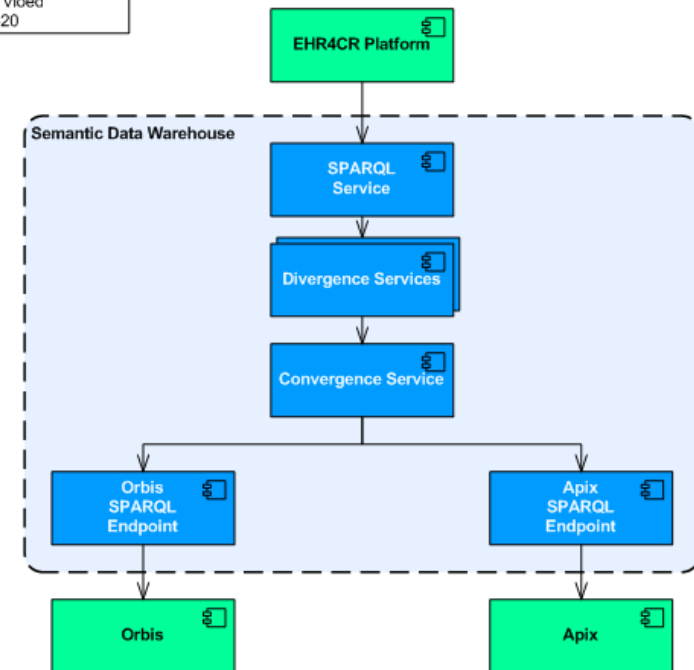 20
EHR4CR Platform
Semantic Data Warehouse
SPARQL
Service
Divergence Services
Convergence Service
Orbis
SPARQL
Endpoint
Apix
SPARQL
Endpoint
Orbis
Apix